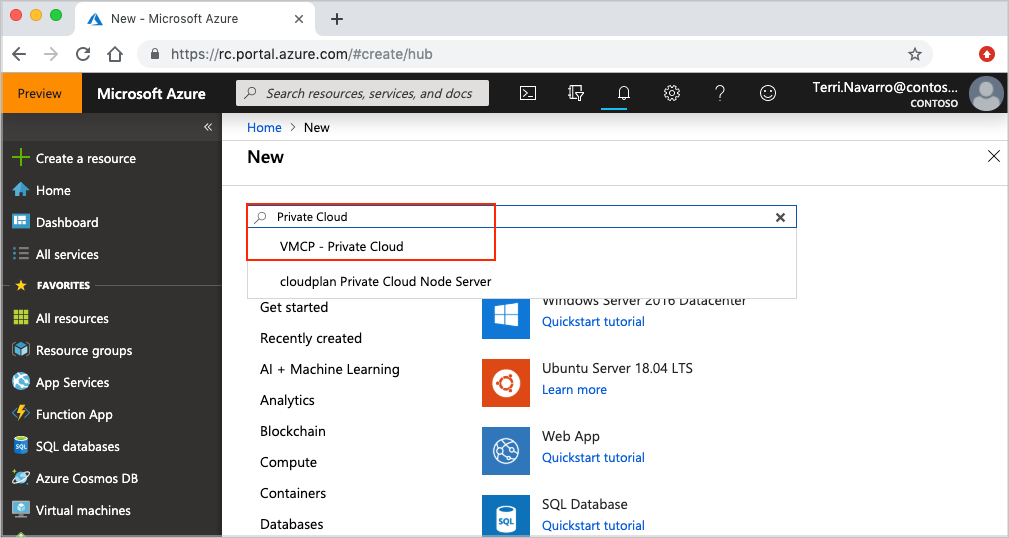 New - Microsoft Azure
https://rc.portal.azure.com/#create/hub
Preview
Microsoft Azure
Search resources, services, and docs
Terri.Navarro@contos...
CONTOSO
Home > New
New
Create a resource
Home
Dashboard
All services
FAVORITES
All resources
Resource groups
App Services
Function App
SQL databases
Azure Cosmos DB
Virtual machines
Private Cloud
VMCP - Private Cloud
cloudplan Private Cloud Node Server
Get started
Recently created
AI + Machine Learning
Analytics
Blockchain
Compute
Containers
Databases
Windows Server 2016 Datacenter
Quickstart tutorial
Ubuntu Server 18.04 LTS
Learn more
Web App
Quickstart tutorial
SQL
SQL Database
Quickstart tutorial